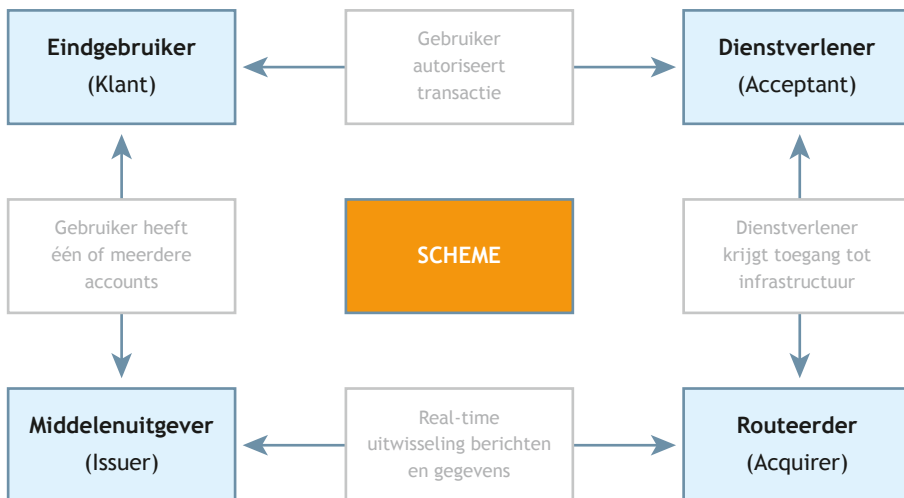 Eindgebruiker
(Klant)
Gebruiker
autoriseert
transactie
Dienstverlener
(Acceptant)
Gebruiker heeft
één of meerdere
accounts
SCHEME
Dienstverlener
krijgt toegang tot
infrastructuur
Middelenuitgever
(Issuer)
Real-time
uitwisseling berichten
en gegevens
Routeerder
(Acquirer)